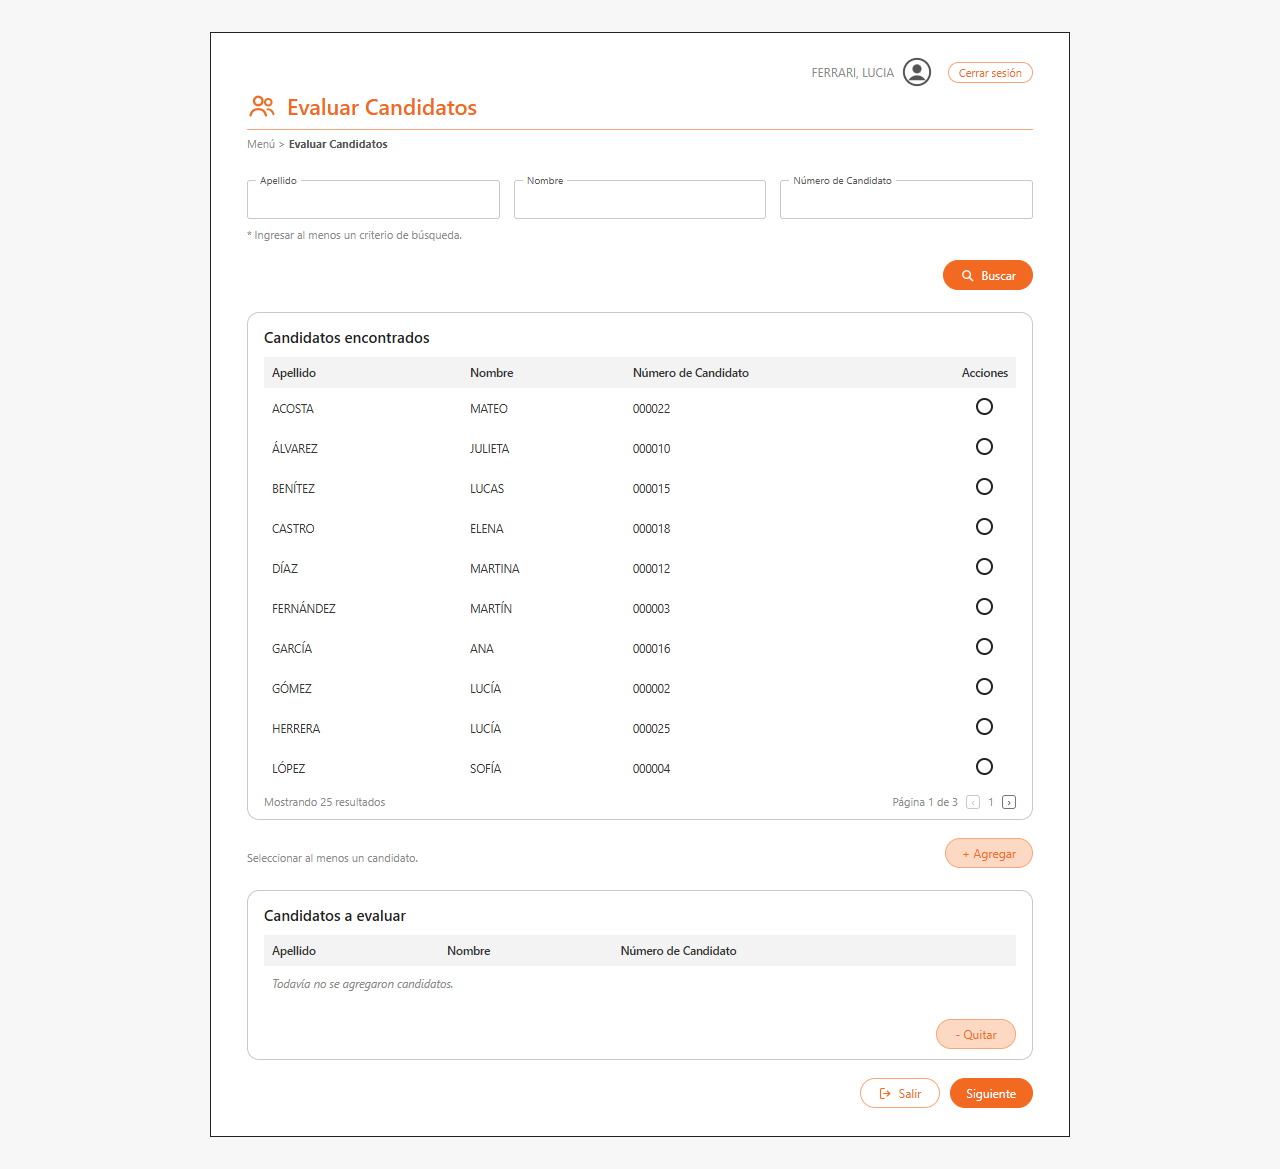 FERRARI, LUCIA
Cerrar sesión
Evaluar Candidatos
Menú > Evaluar Candidatos
Apellido
Nombre
Número de Candidato
* Ingresar al menos un criterio de búsqueda.
Buscar
Candidatos encontrados
Apellido Nombre Número de Candidato Acciones
ACOSTA MATEO 000022
ÁLVAREZ JULIETA 000010
BENÍTEZ LUCAS 000015
CASTRO ELENA 000018
DÍAZ MARTINA 000012
FERNÁNDEZ MARTÍN 000003
GARCÍA ANA 000016
GÓMEZ LUCÍA 000002
HERRERA LUCÍA 000025
LÓPEZ SOFÍA 000004
Mostrando 25 resultados
Página 1 de 3 ‹ 1 ›
Seleccionar al menos un candidato.
+ Agregar
Candidatos a evaluar
Apellido Nombre Número de Candidato
Todavía no se agregaron candidatos.
- Quitar
Salir
Siguiente